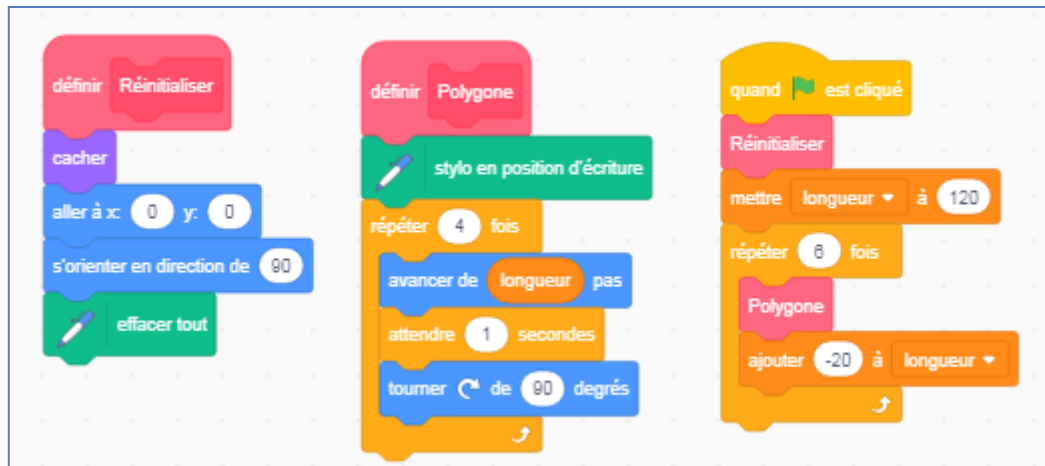 définir Réinitialiser
cacher
aller à x: 0 y: 0
s'orienter en direction de 90
effacer tout
définir Polygone
stylo en position d'écriture
répéter 4 fois
avancer de longueur pas
attendre 1 secondes
tourner de 90 degrés
quand est cliqué
Réinitialiser
mettre longueur à 120
répéter 6 fois
Polygone
ajouter -20 à longueur